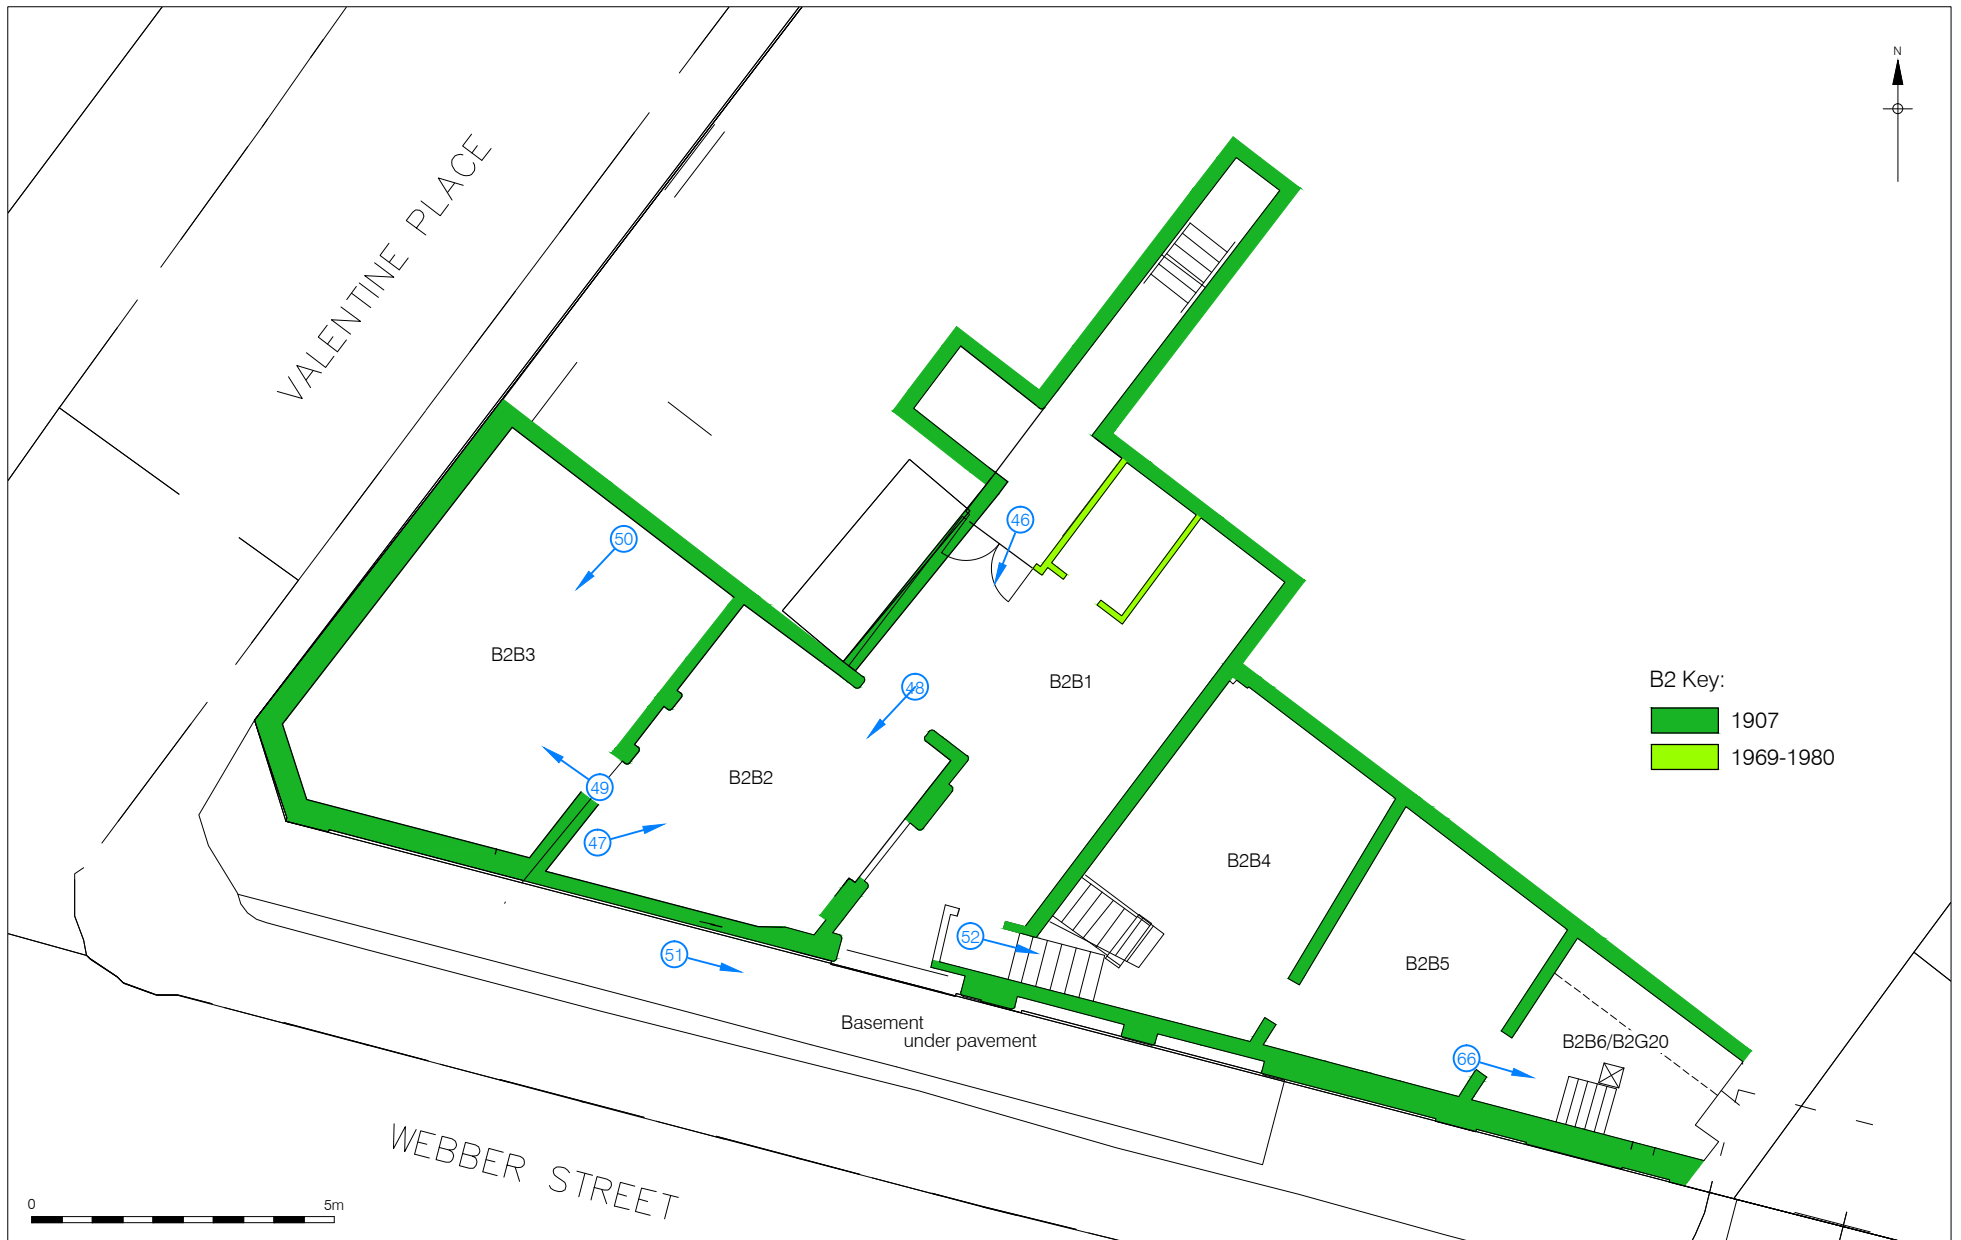 N
VALENTINE PLACE
46
50
B2B3
B2B1
48
B2 Key:
1907
1969-1980
B2B2
49
47
B2B4
52
51
B2B5
Basement
under pavement
B2B6/B2G20
66
WEBBER STREET
0 5m